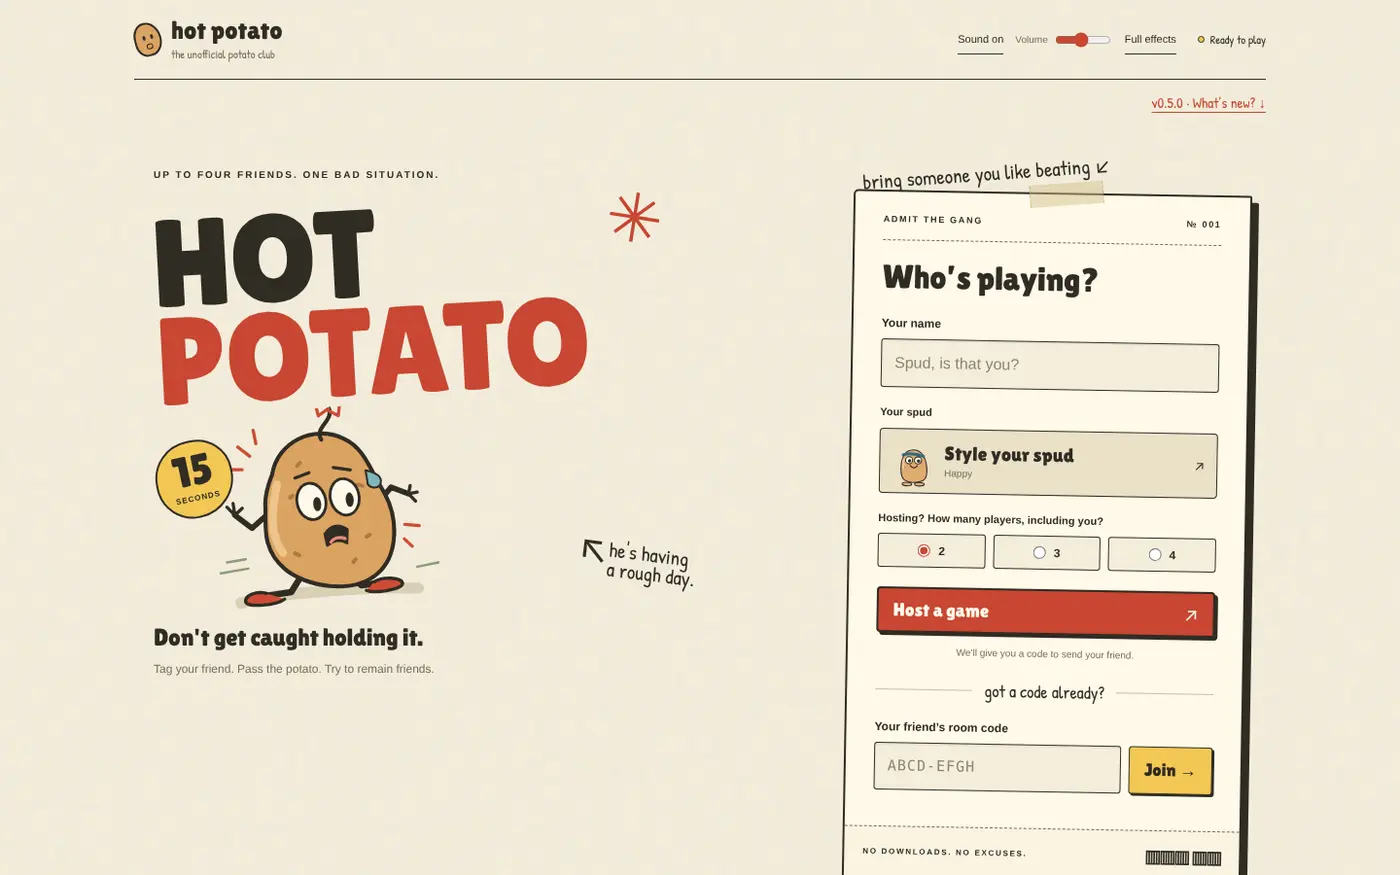 hot potato
the unofficial potato club
Sound on
Volume
Full effects
Ready to play
v0.5.0 · What's new? ↓
UP TO FOUR FRIENDS. ONE BAD SITUATION.
HOT
POTATO
15
SECONDS
he's having
a rough day.
Don't get caught holding it.
Tag your friend. Pass the potato. Try to remain friends.
bring someone you like beating ↙
ADMIT THE GANG
№ 001
Who's playing?
Your name
Spud, is that you?
Your spud
Style your spud
Happy
Hosting? How many players, including you?
2
3
4
Host a game
We'll give you a code to send your friend.
got a code already?
Your friend's room code
ABCD-EFGH
Join →
NO DOWNLOADS. NO EXCUSES.